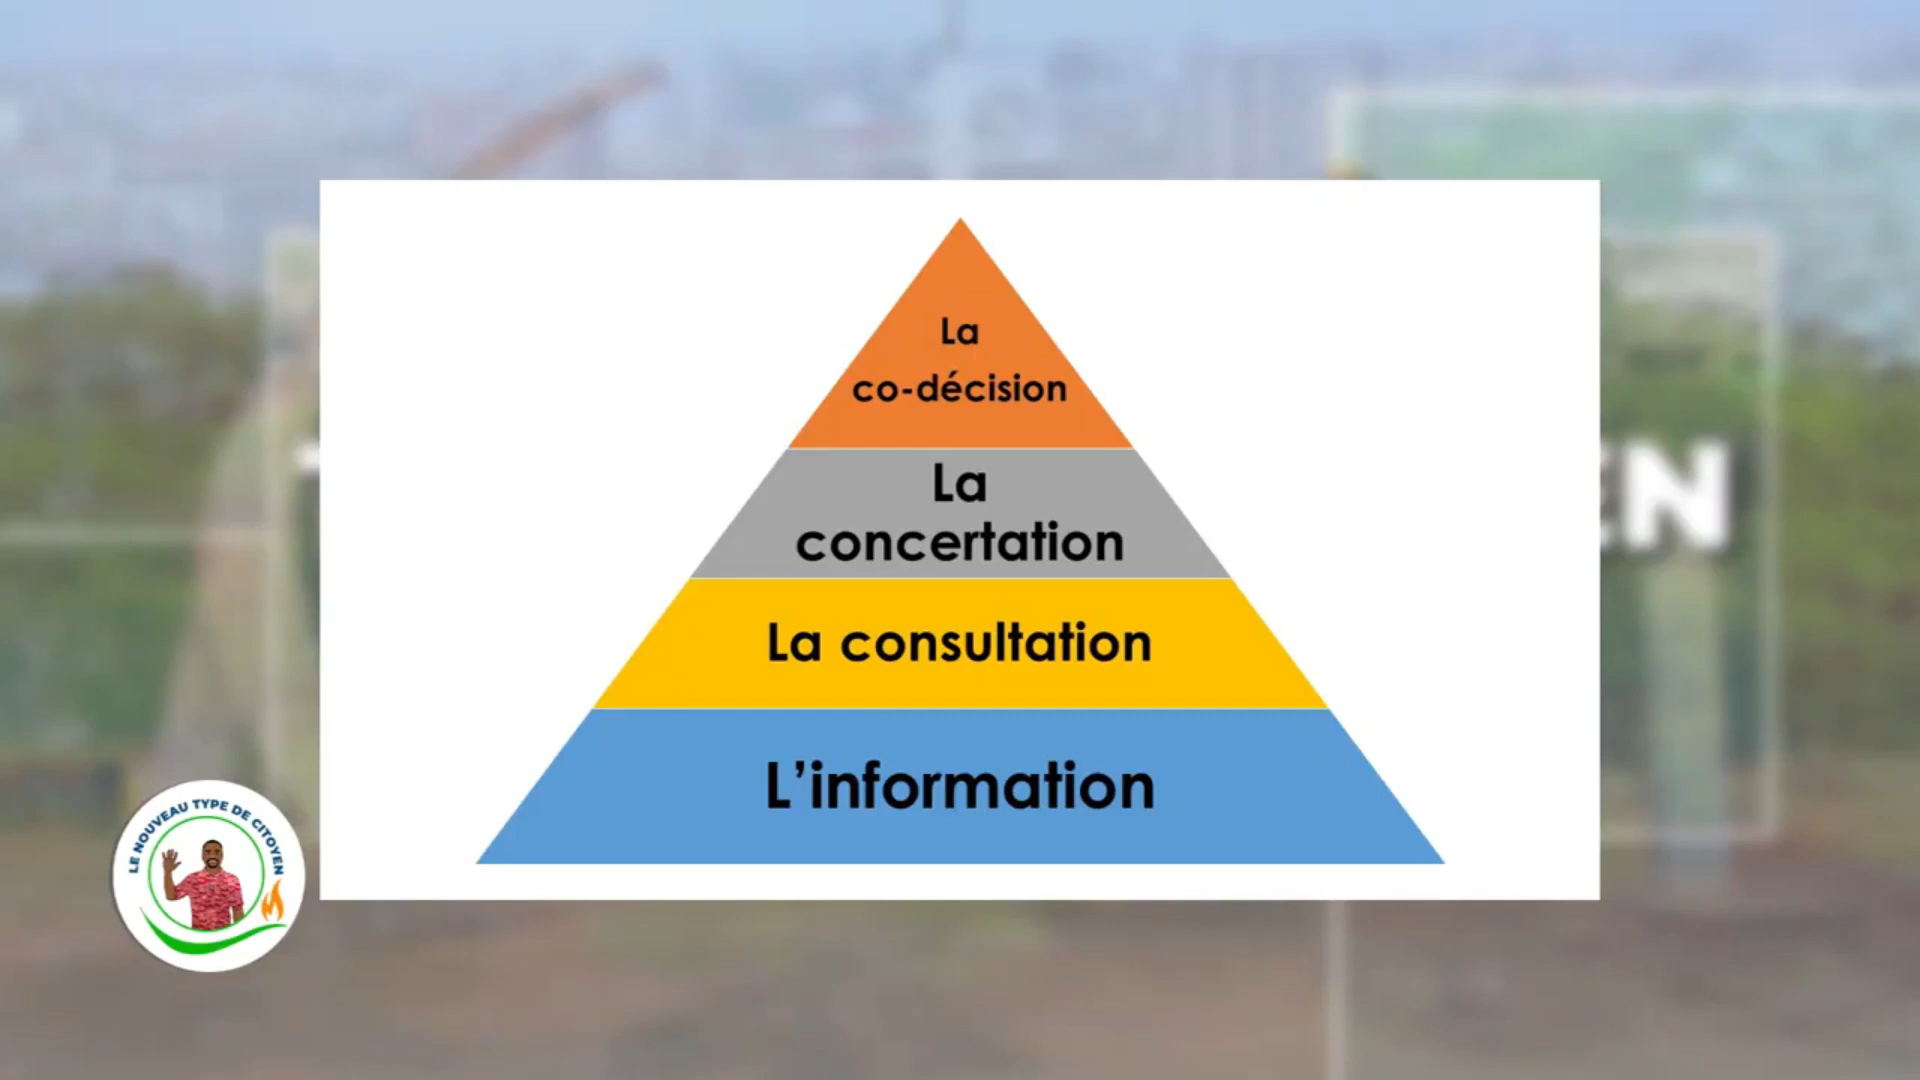 La
co-décision
La
concertation
La consultation
L'information
LE NOUVEAU TYPE DE CITOYEN